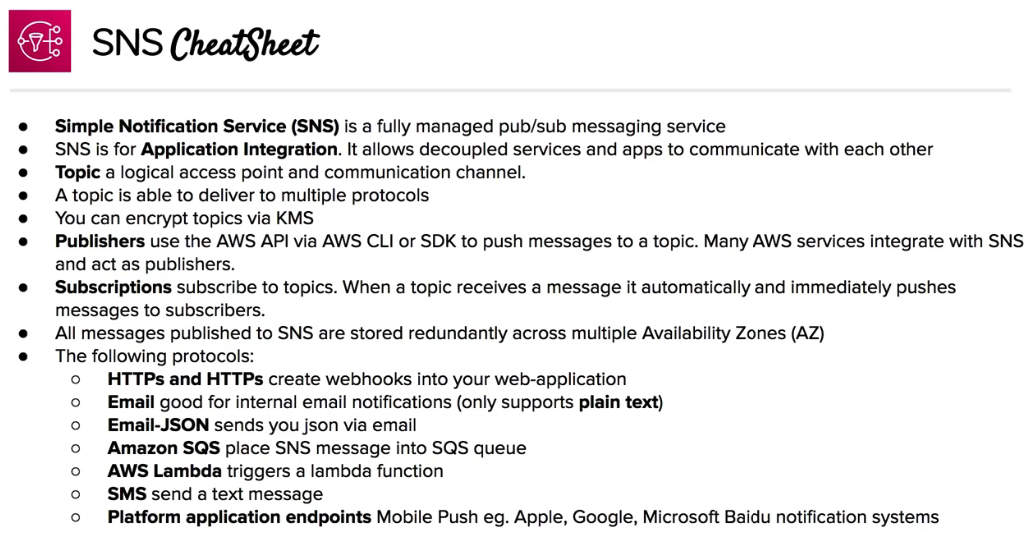 SNS CheatSheet
● Simple Notification Service (SNS) is a fully managed pub/sub messaging service
● SNS is for Application Integration. It allows decoupled services and apps to communicate with each other
● Topic a logical access point and communication channel.
● A topic is able to deliver to multiple protocols
● You can encrypt topics via KMS
● Publishers use the AWS API via AWS CLI or SDK to push messages to a topic. Many AWS services integrate with SNS
and act as publishers.
● Subscriptions subscribe to topics. When a topic receives a message it automatically and immediately pushes
messages to subscribers.
● All messages published to SNS are stored redundantly across multiple Availability Zones (AZ)
● The following protocols:
○ HTTPs and HTTPs create webhooks into your web-application
○ Email good for internal email notifications (only supports plain text)
○ Email-JSON sends you json via email
○ Amazon SQS place SNS message into SQS queue
○ AWS Lambda triggers a lambda function
○ SMS send a text message
○ Platform application endpoints Mobile Push eg. Apple, Google, Microsoft Baidu notification systems